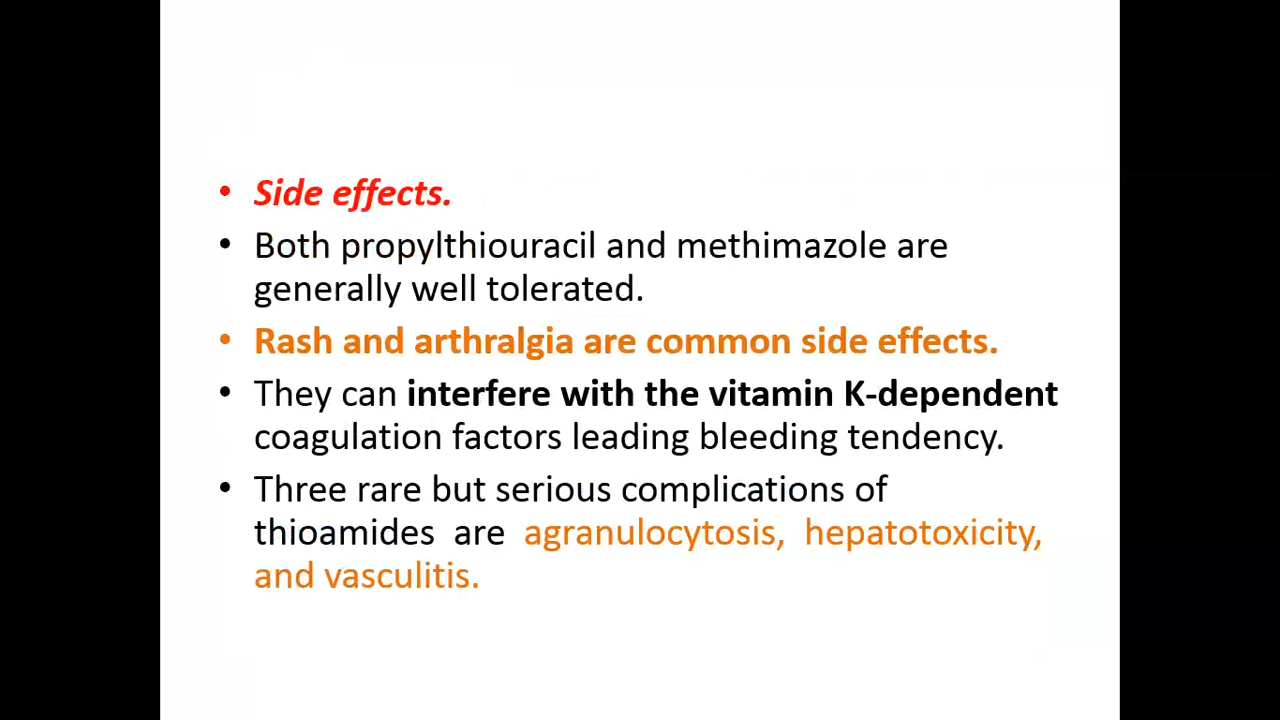 • Side effects.
• Both propylthiouracil and methimazole are
generally well tolerated.
• Rash and arthralgia are common side effects.
• They can interfere with the vitamin K-dependent
coagulation factors leading bleeding tendency.
• Three rare but serious complications of
thioamides are agranulocytosis, hepatotoxicity,
and vasculitis.